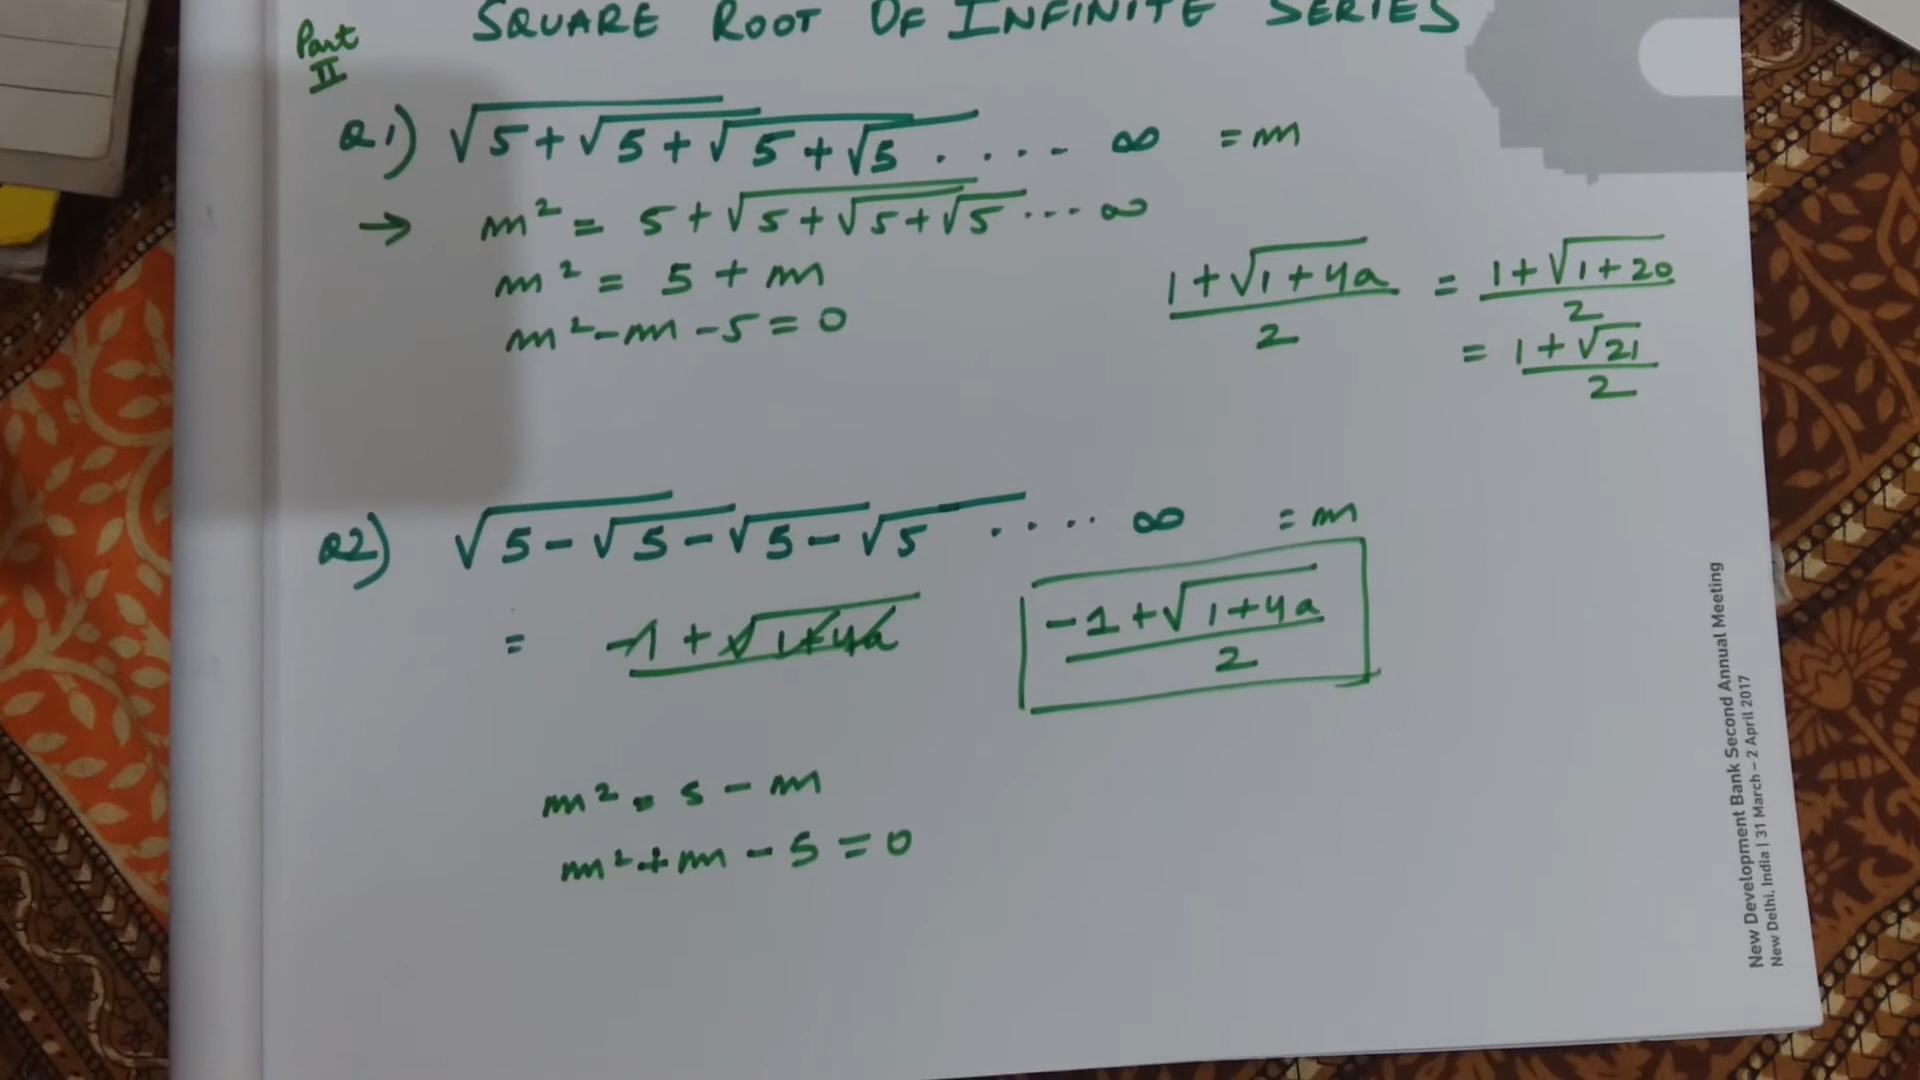 Part II
SQUARE ROOT OF INFINITE SERIES
Q1) √5+√5+√5+√5 . . . . - ∞ = m
→ m² = 5+√5+√5+√5 ... ∞
m² = 5 + m
m² - m - 5 = 0
(1+√1+4a)/2 = (1+√1+20)/2
= (1+√21)/2
Q2) √5-√5-√5-√5 . . . . ∞ = m
= -1+√1+4a
(-1+√1+4a)/2
m² = 5 - m
m² + m - 5 = 0
New Development Bank Second Annual Meeting
New Delhi, India | 31 March – 2 April 2017